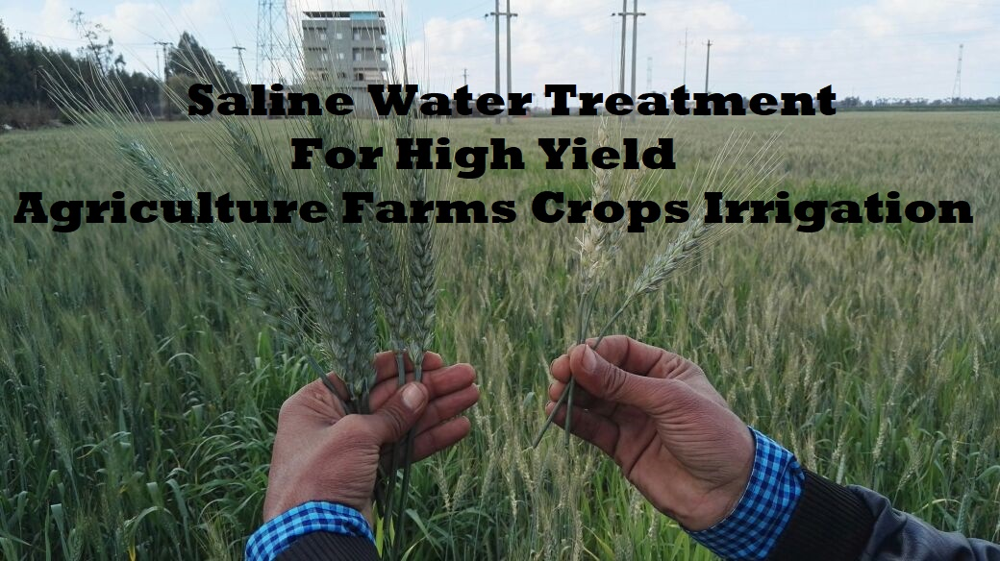 Saline Water Treatment
For High Yield
Agriculture Farms Crops Irrigation